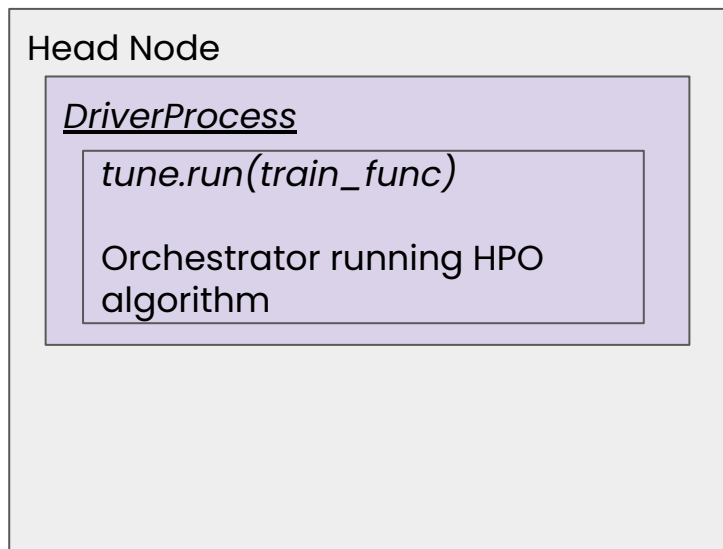 Head Node
DriverProcess
tune.run(train_func)
Orchestrator running HPO
algorithm